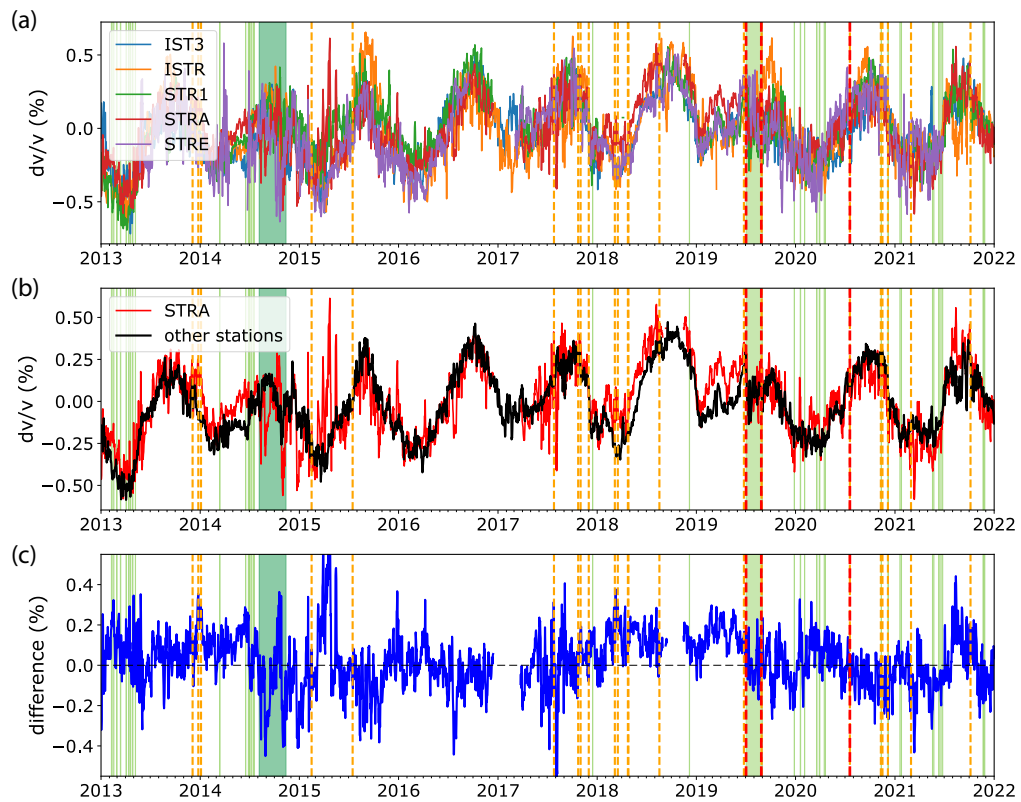 (a)
dv/v (%)
0.5
0.0
−0.5
IST3
ISTR
STR1
STRA
STRE
2013 2014 2015 2016 2017 2018 2019 2020 2021 2022
(b)
dv/v (%)
0.50
0.25
0.00
−0.25
−0.50
STRA
other stations
2013 2014 2015 2016 2017 2018 2019 2020 2021 2022
(c)
difference (%)
0.4
0.2
0.0
−0.2
−0.4
2013 2014 2015 2016 2017 2018 2019 2020 2021 2022